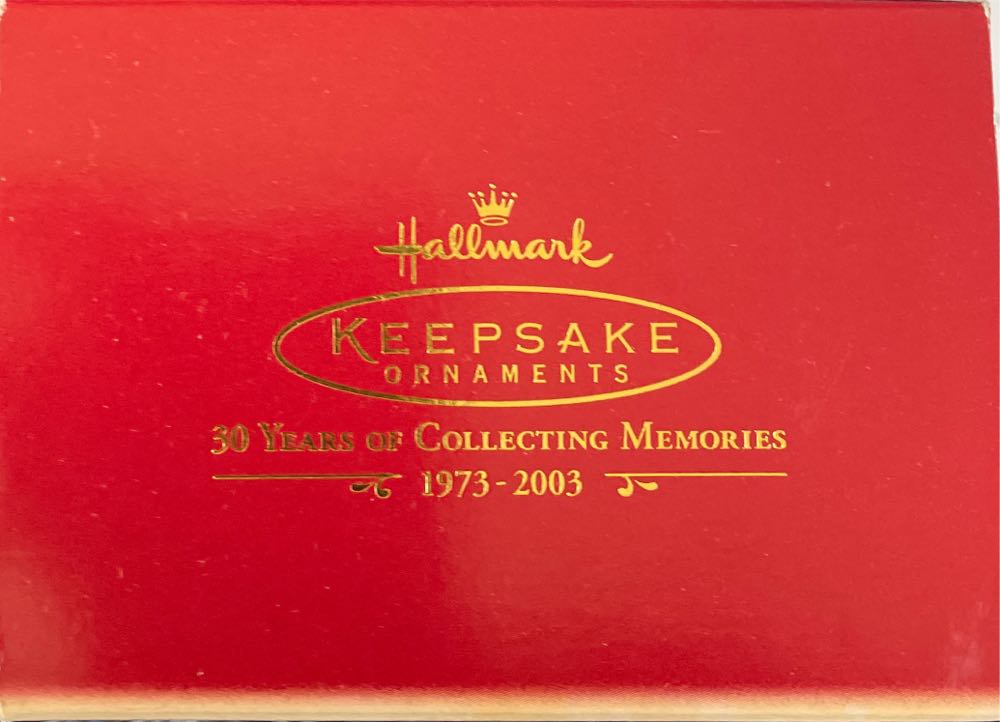 Hallmark
KEEPSAKE
ORNAMENTS
30 YEARS OF COLLECTING MEMORIES
1973-2003